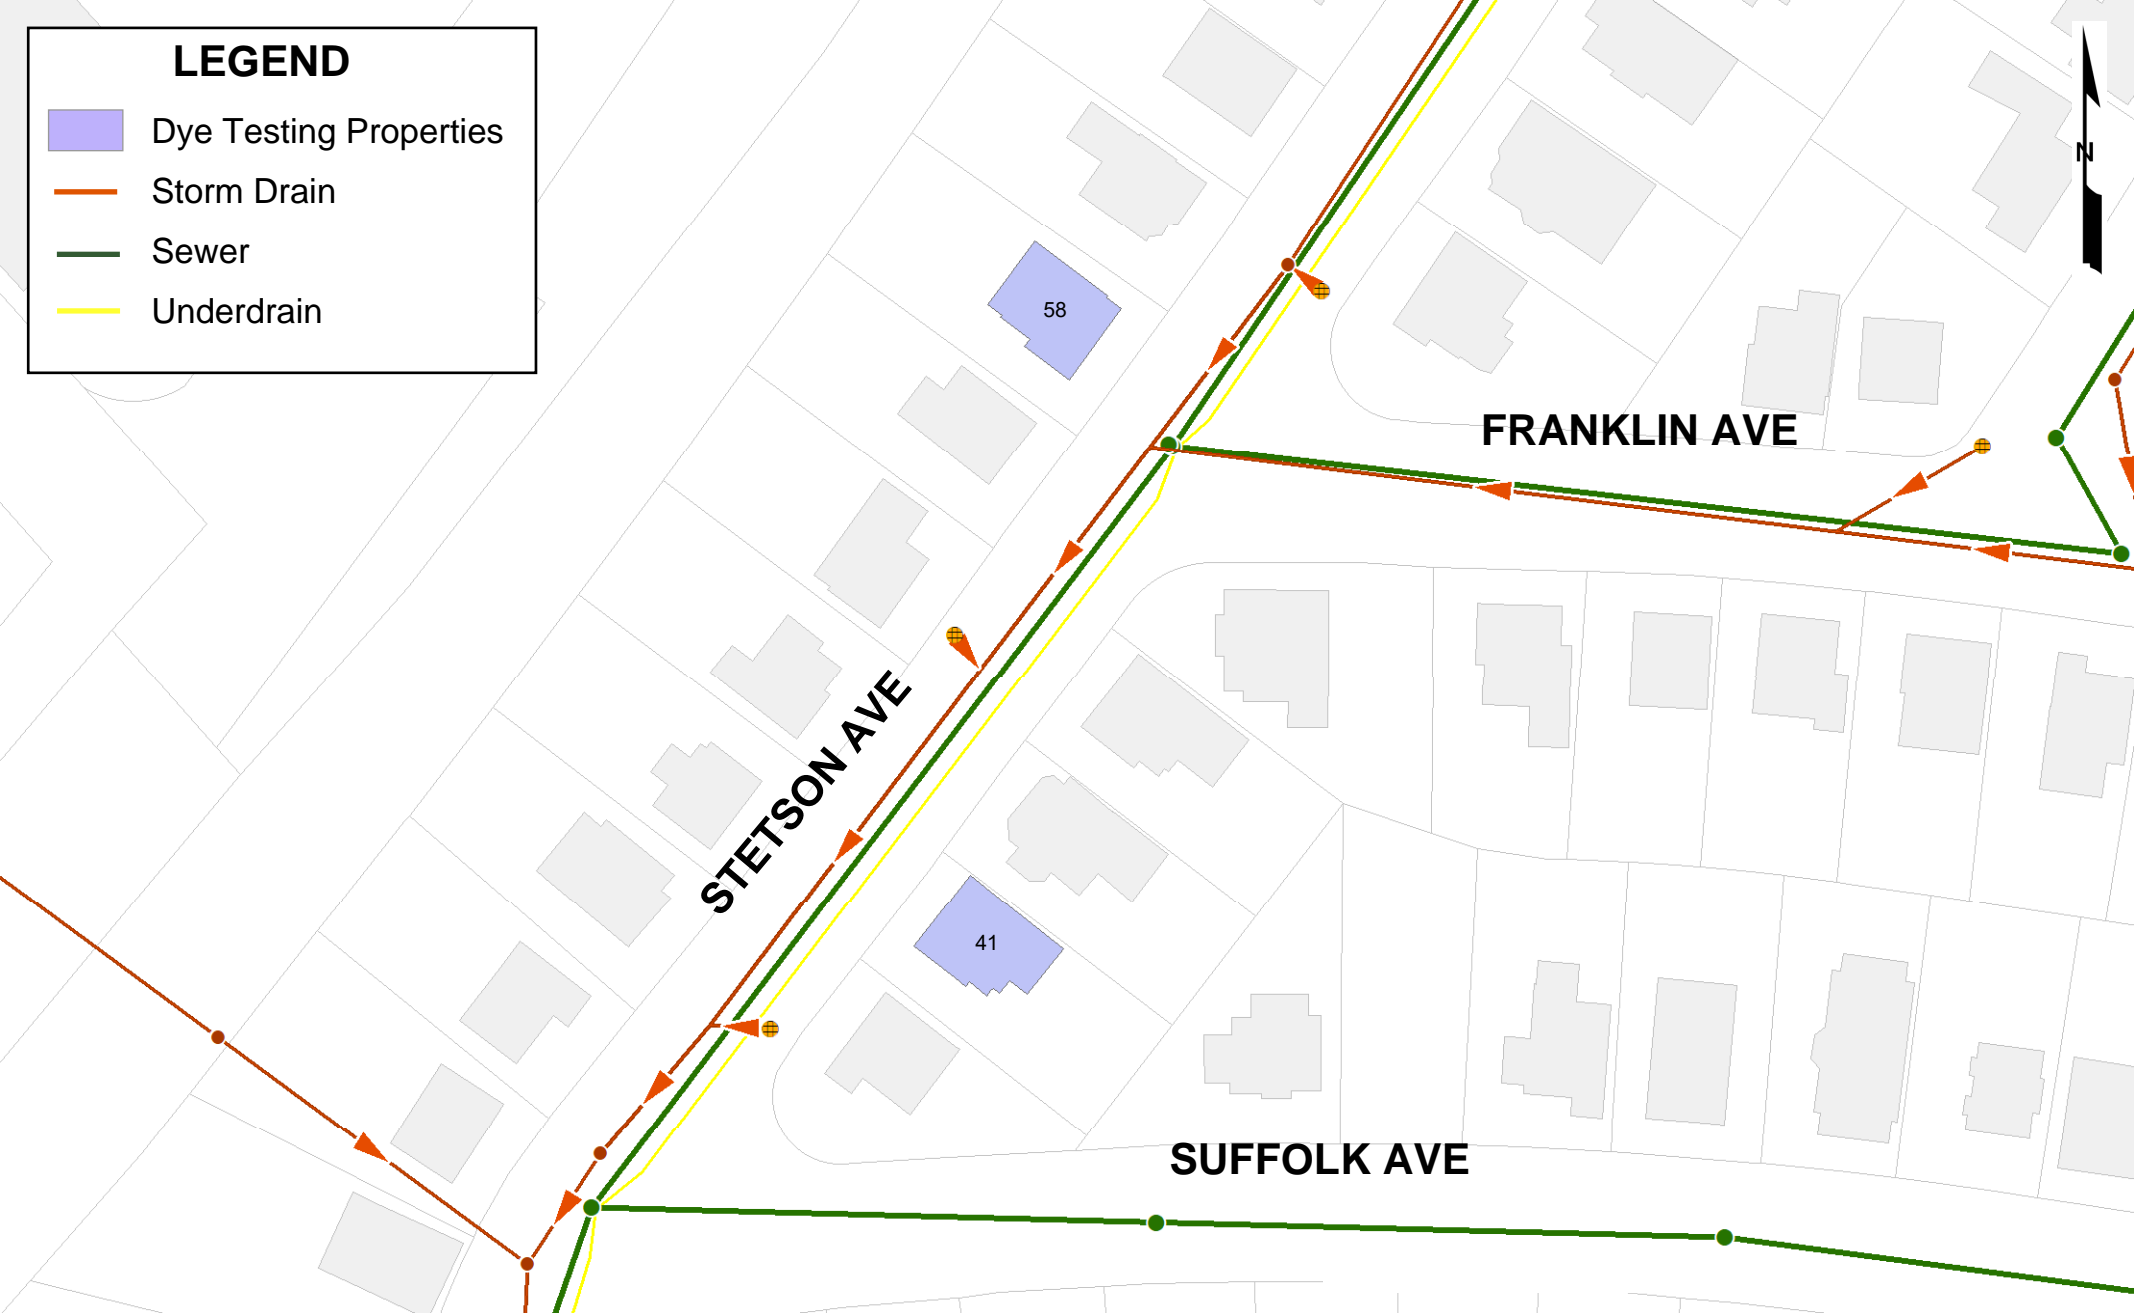 LEGEND
Dye Testing Properties
Storm Drain
Sewer
Underdrain
N
58
FRANKLIN AVE
STETSON AVE
41
SUFFOLK AVE